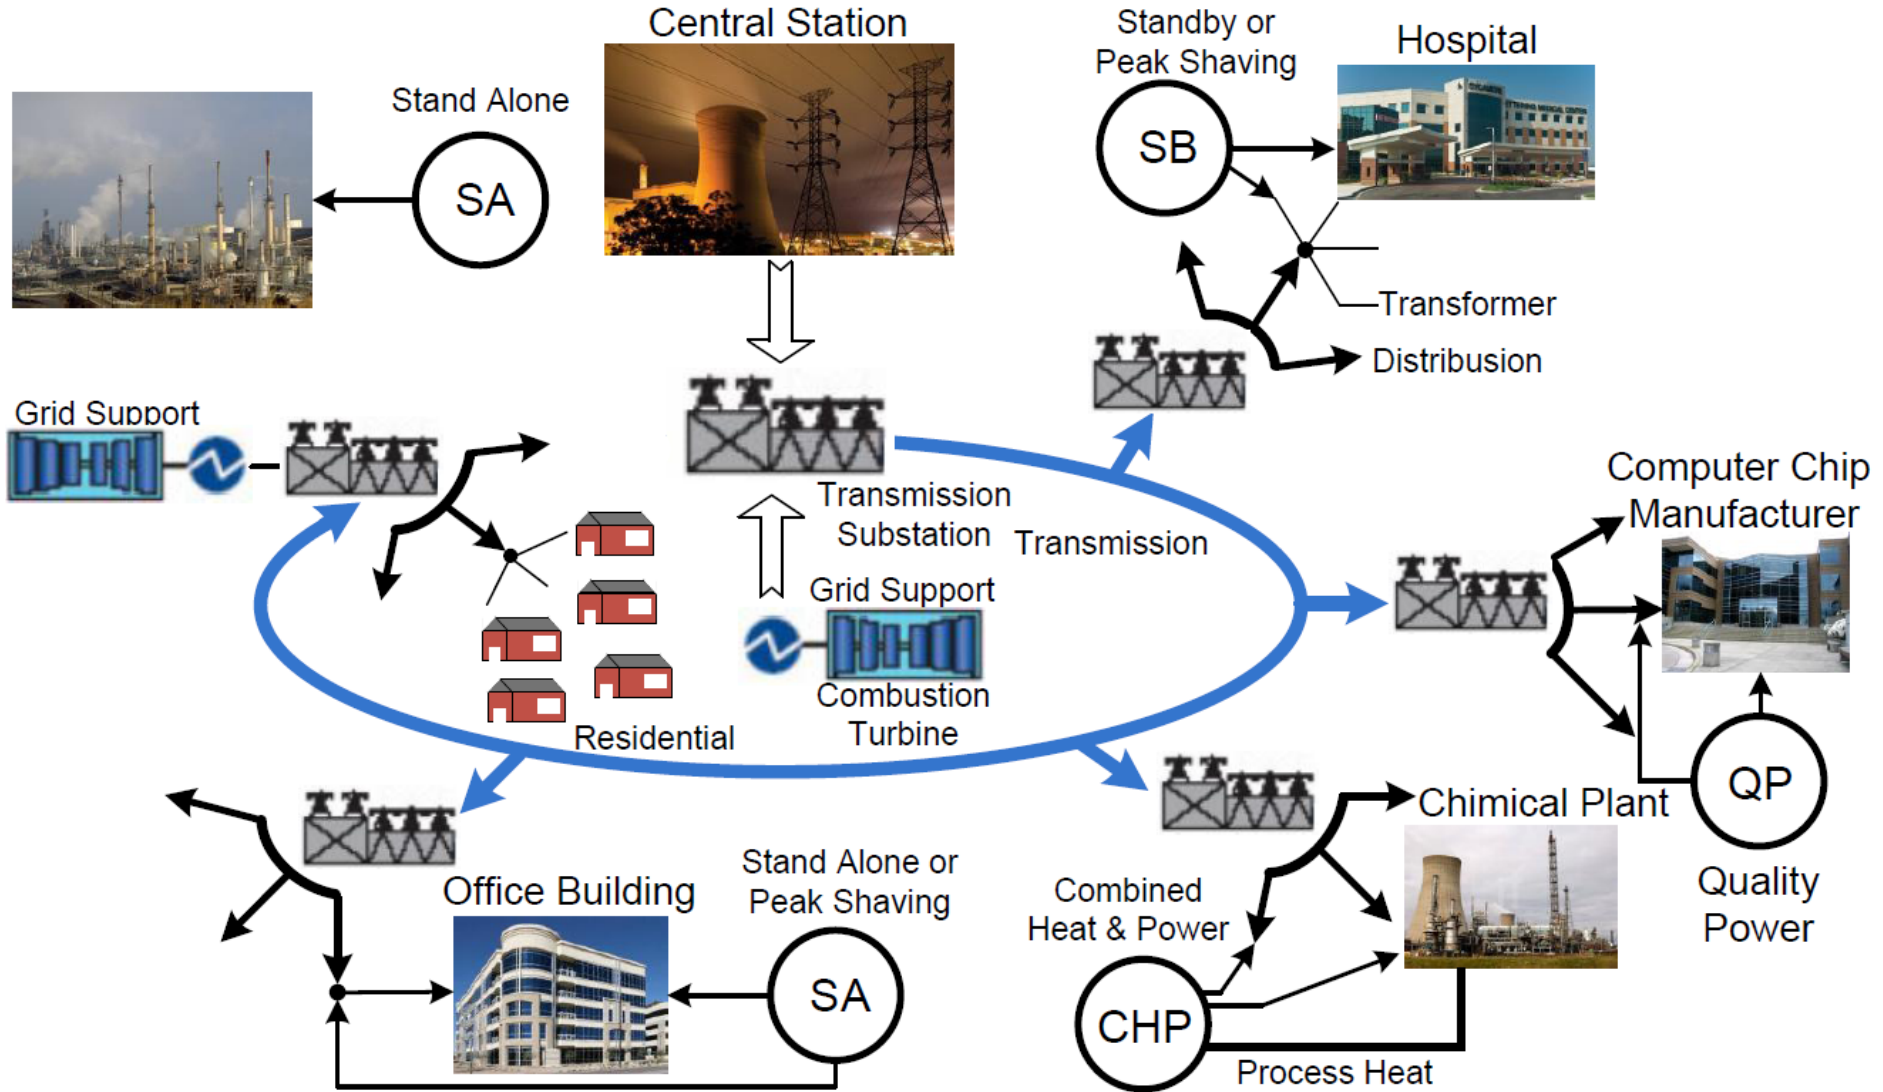 Central Station
Standby or
Peak Shaving
Hospital
Stand Alone
SA
SB
Transformer
Distribusion
Grid Support
Transmission
Substation
Transmission
Computer Chip
Manufacturer
Grid Support
Combustion
Turbine
Residential
QP
Quality
Power
Chimical Plant
Combined
Heat & Power
CHP
Process Heat
Office Building
Stand Alone or
Peak Shaving
SA